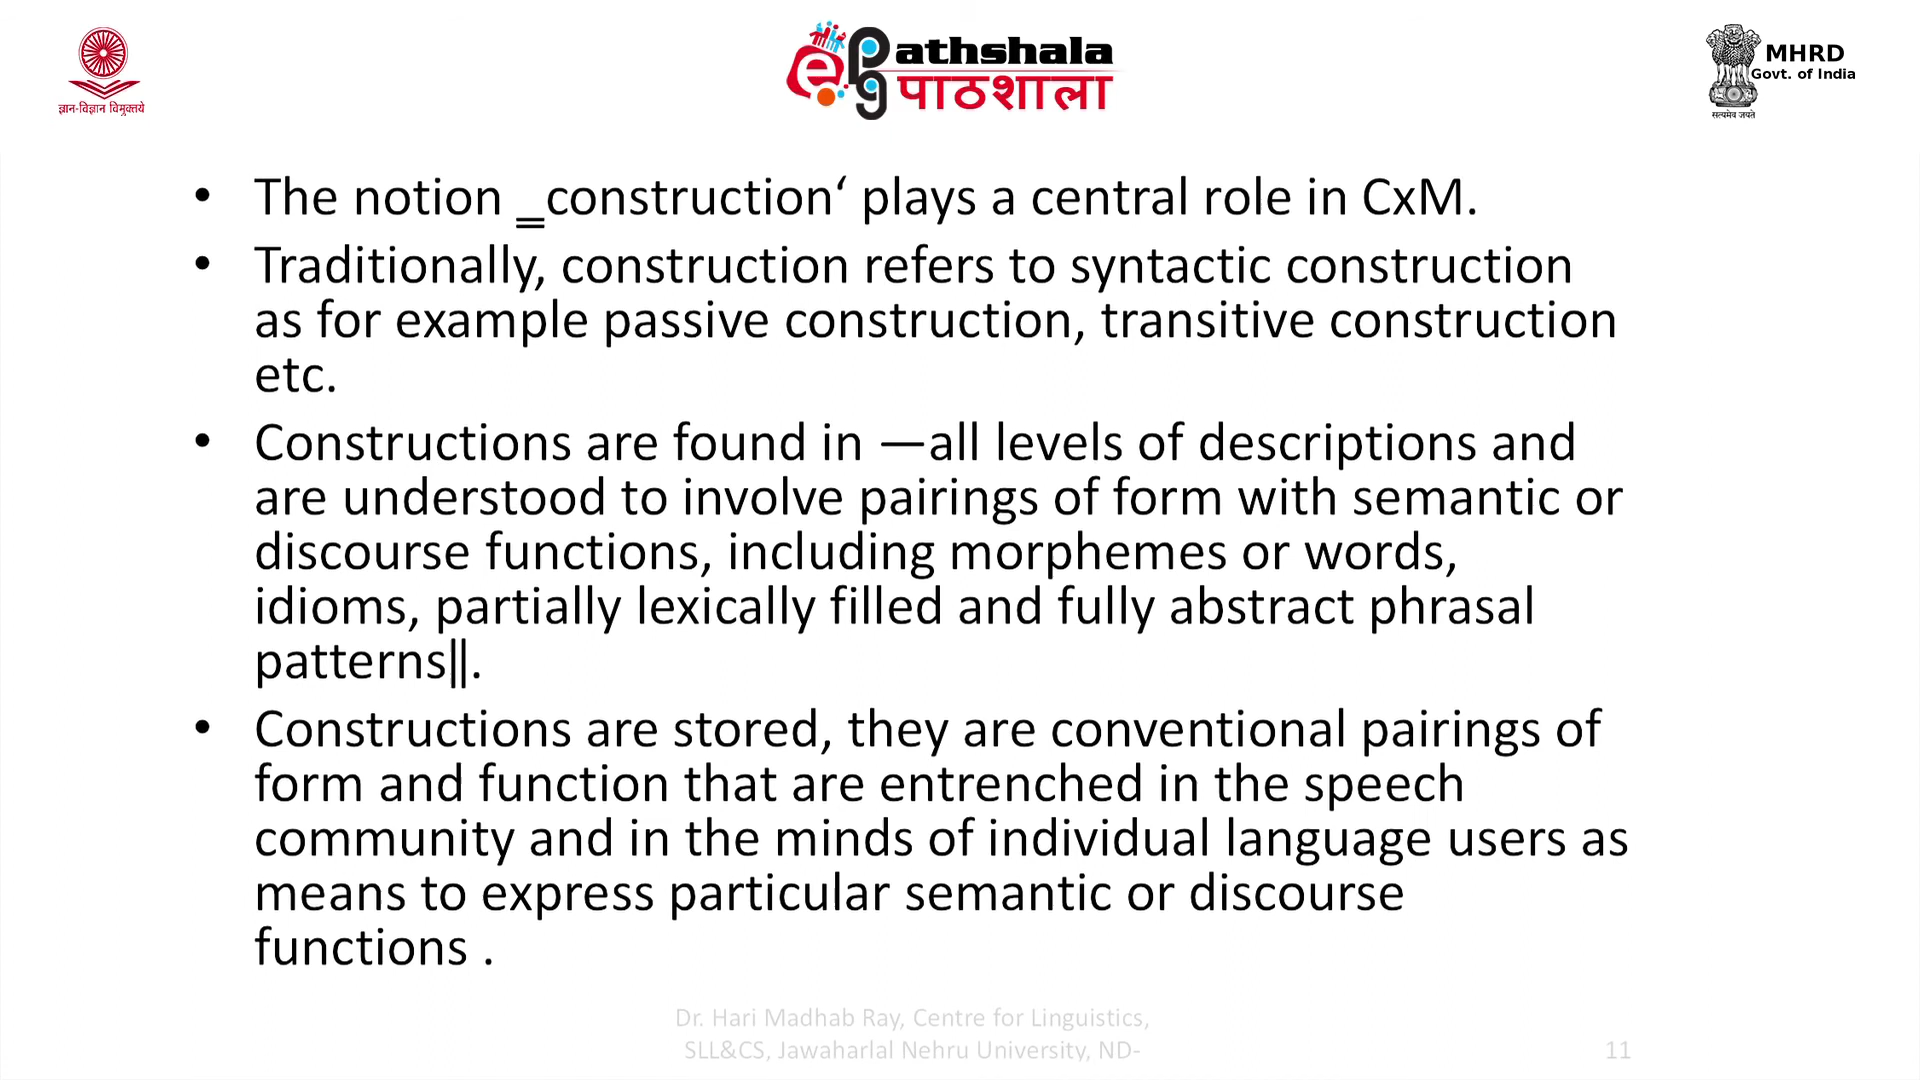 ज्ञान-विज्ञान विमुक्तये
e
PG
athshala
पाठशाला
MHRD
Govt. of India
सत्यमेव जयते
• The notion ‗construction‘ plays a central role in CxM.
• Traditionally, construction refers to syntactic construction
as for example passive construction, transitive construction
etc.
• Constructions are found in ―all levels of descriptions and
are understood to involve pairings of form with semantic or
discourse functions, including morphemes or words,
idioms, partially lexically filled and fully abstract phrasal
patterns‖.
• Constructions are stored, they are conventional pairings of
form and function that are entrenched in the speech
community and in the minds of individual language users as
means to express particular semantic or discourse
functions .
Dr. Hari Madhab Ray, Centre for Linguistics,
SLL&CS, Jawaharlal Nehru University, ND-
11